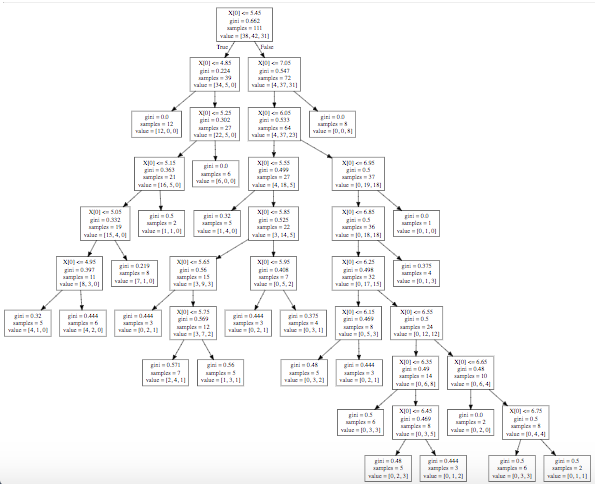 X[0] <= 5.45
gini = 0.662
samples = 111
value = [38, 42, 31]
True
False
X[0] <= 4.85
gini = 0.224
samples = 39
value = [34, 5, 0]
X[0] <= 7.05
gini = 0.547
samples = 72
value = [4, 37, 31]
gini = 0.0
samples = 12
value = [12, 0, 0]
X[0] <= 5.25
gini = 0.302
samples = 27
value = [22, 5, 0]
X[0] <= 6.05
gini = 0.533
samples = 64
value = [4, 37, 23]
gini = 0.0
samples = 8
value = [0, 0, 8]
X[0] <= 5.15
gini = 0.363
samples = 21
value = [16, 5, 0]
gini = 0.0
samples = 6
value = [6, 0, 0]
X[0] <= 5.55
gini = 0.499
samples = 27
value = [4, 18, 5]
X[0] <= 6.95
gini = 0.5
samples = 37
value = [0, 19, 18]
X[0] <= 5.05
gini = 0.332
samples = 19
value = [15, 4, 0]
gini = 0.5
samples = 2
value = [1, 1, 0]
gini = 0.32
samples = 5
value = [1, 4, 0]
X[0] <= 5.85
gini = 0.525
samples = 22
value = [3, 14, 5]
X[0] <= 6.85
gini = 0.5
samples = 36
value = [0, 18, 18]
gini = 0.0
samples = 1
value = [0, 1, 0]
X[0] <= 4.95
gini = 0.397
samples = 11
value = [8, 3, 0]
gini = 0.219
samples = 8
value = [7, 1, 0]
X[0] <= 5.65
gini = 0.56
samples = 15
value = [3, 9, 3]
X[0] <= 5.95
gini = 0.408
samples = 7
value = [0, 5, 2]
X[0] <= 6.25
gini = 0.498
samples = 32
value = [0, 17, 15]
gini = 0.375
samples = 4
value = [0, 1, 3]
gini = 0.32
samples = 5
value = [4, 1, 0]
gini = 0.444
samples = 6
value = [4, 2, 0]
gini = 0.444
samples = 3
value = [0, 2, 1]
X[0] <= 5.75
gini = 0.569
samples = 12
value = [3, 7, 2]
gini = 0.444
samples = 3
value = [0, 2, 1]
gini = 0.375
samples = 4
value = [0, 3, 1]
X[0] <= 6.15
gini = 0.469
samples = 8
value = [0, 5, 3]
X[0] <= 6.55
gini = 0.5
samples = 24
value = [0, 12, 12]
gini = 0.571
samples = 7
value = [2, 4, 1]
gini = 0.56
samples = 5
value = [1, 3, 1]
gini = 0.48
samples = 5
value = [0, 3, 2]
gini = 0.444
samples = 3
value = [0, 2, 1]
X[0] <= 6.35
gini = 0.49
samples = 14
value = [0, 6, 8]
X[0] <= 6.65
gini = 0.48
samples = 10
value = [0, 6, 4]
gini = 0.5
samples = 6
value = [0, 3, 3]
X[0] <= 6.45
gini = 0.469
samples = 8
value = [0, 3, 5]
gini = 0.0
samples = 2
value = [0, 2, 0]
X[0] <= 6.75
gini = 0.5
samples = 8
value = [0, 4, 4]
gini = 0.48
samples = 5
value = [0, 2, 3]
gini = 0.444
samples = 3
value = [0, 1, 2]
gini = 0.5
samples = 6
value = [0, 3, 3]
gini = 0.5
samples = 2
value = [0, 1, 1]